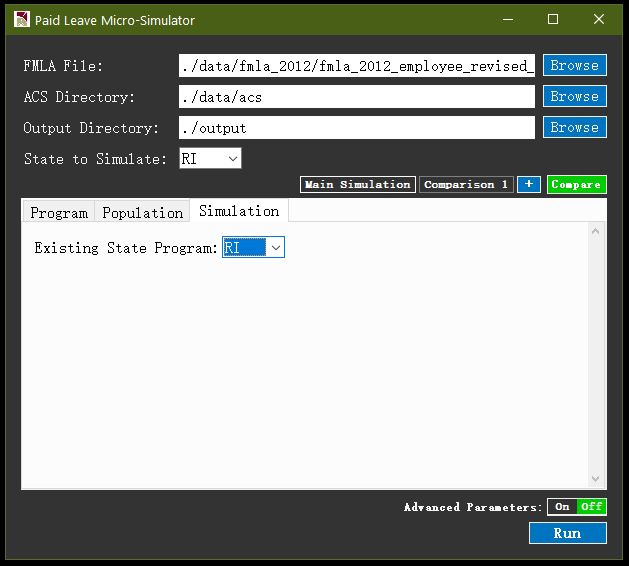 Paid Leave Micro-Simulator
FMLA File: ./data/fmla_2012/fmla_2012_employee_revised_ Browse
ACS Directory: ./data/acs Browse
Output Directory: ./output Browse
State to Simulate: RI
Main Simulation Comparison 1 + Compare
Program Population Simulation
Existing State Program: RI
Advanced Parameters: On Off
Run